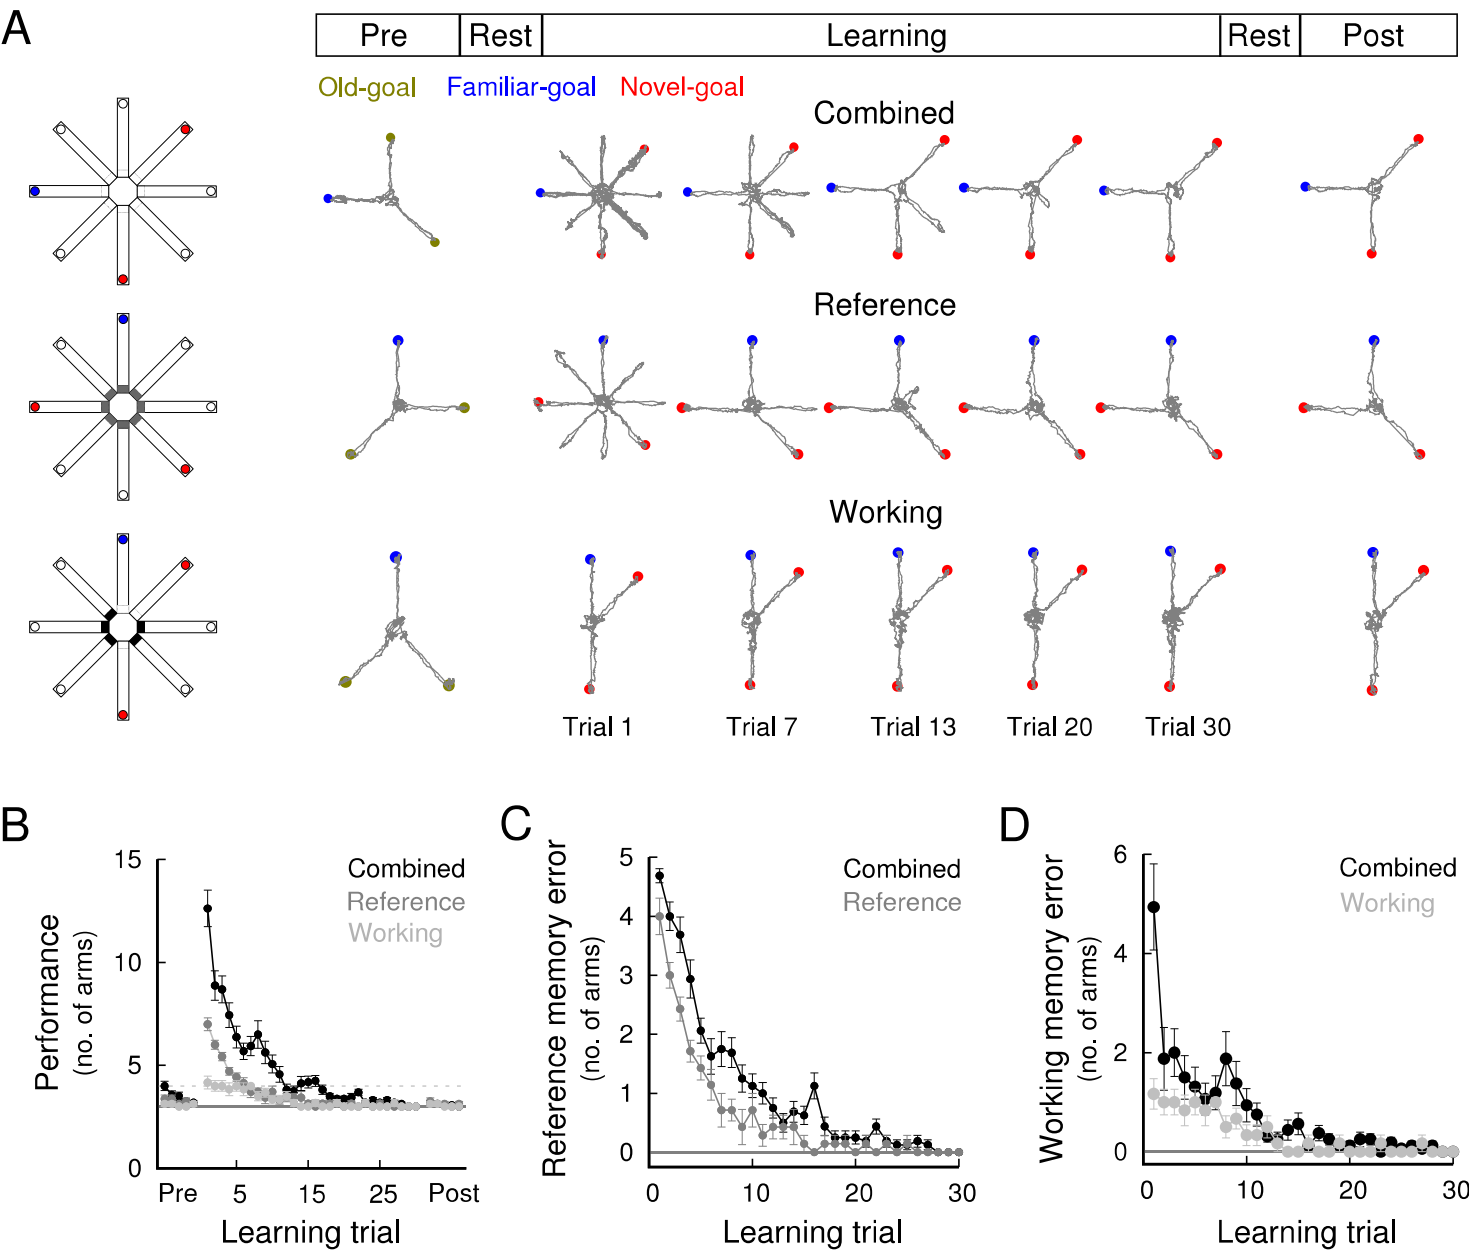 A
Pre Rest Learning Rest Post
Old-goal Familiar-goal Novel-goal
Combined
Reference
Working
Trial 1 Trial 7 Trial 13 Trial 20 Trial 30
B
Performance
(no. of arms)
15
10
5
0
Combined
Reference
Working
Pre 5 15 25 Post
Learning trial
C
Reference memory error
(no. of arms)
5
4
3
2
1
0
Combined
Reference
0 10 20 30
Learning trial
D
Working memory error
(no. of arms)
6
4
2
0
Combined
Working
0 10 20 30
Learning trial